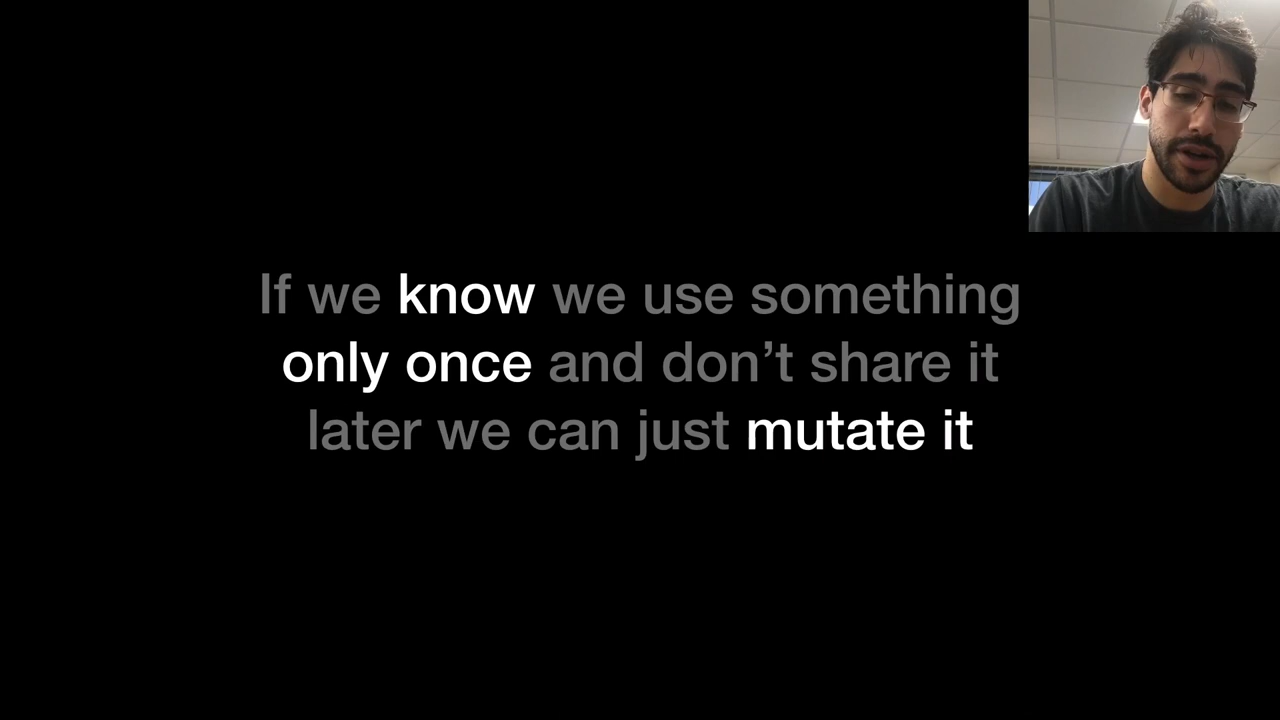 If we know we use something
only once and don’t share it
later we can just mutate it